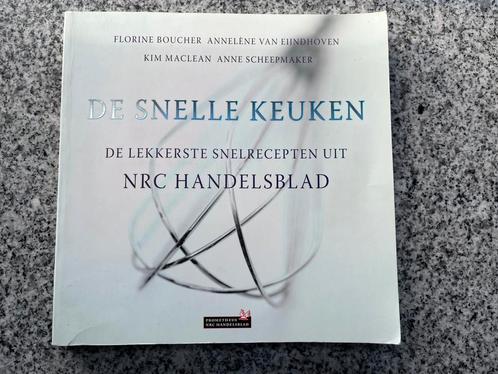 FLORINE BOUCHER ANNELÈNE VAN EIJNDHOVEN
KIM MACLEAN ANNE SCHEEPMAKER
DE SNELLE KEUKEN
DE LEKKERSTE SNELRECEPTEN UIT
NRC HANDELSBLAD
PROMETHEUS
NRC HANDELSBLAD